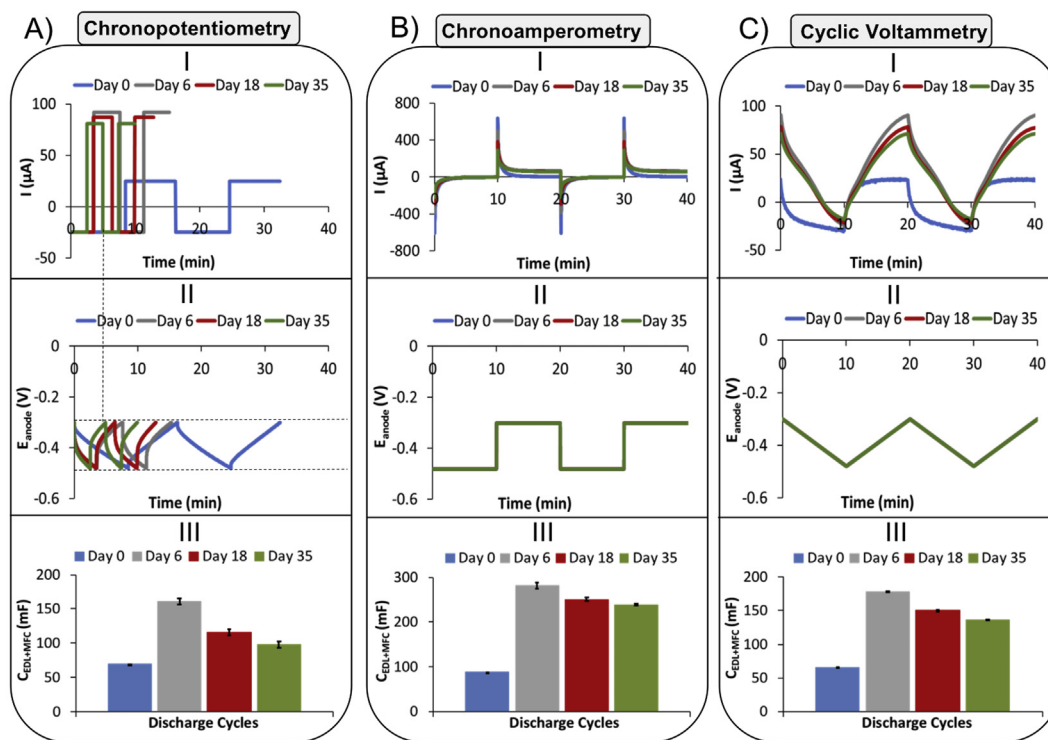 A)
Chronopotentiometry
I
Day 0 Day 6 Day 18 Day 35
100
50
0
-50
0 10 20 30 40
I (µA)
Time (min)
II
Day 0 Day 6 Day 18 Day 35
0
-0.2
-0.4
-0.6
0 10 20 30 40
E anode (V)
Time (min)
III
Day 0 Day 6 Day 18 Day 35
200
150
100
50
0
C EDL+MFC (mF)
Discharge Cycles
B)
Chronoamperometry
I
Day 0 Day 6 Day 18 Day 35
800
400
0
-400
-800
0 10 20 30 40
I (µA)
Time (min)
II
Day 0 Day 6 Day 18 Day 35
0
-0.2
-0.4
-0.6
0 10 20 30 40
E anode (V)
Time (min)
III
Day 0 Day 6 Day 18 Day 35
300
200
100
0
C EDL+MFC (mF)
Discharge Cycles
C)
Cyclic Voltammetry
I
Day 0 Day 6 Day 18 Day 35
100
50
0
-50
0 10 20 30 40
I (µA)
Time (min)
II
Day 0 Day 6 Day 18 Day 35
0
-0.2
-0.4
-0.6
0 10 20 30 40
E anode (V)
Time (min)
III
Day 0 Day 6 Day 18 Day 35
200
150
100
50
0
C EDL+MFC (mF)
Discharge Cycles